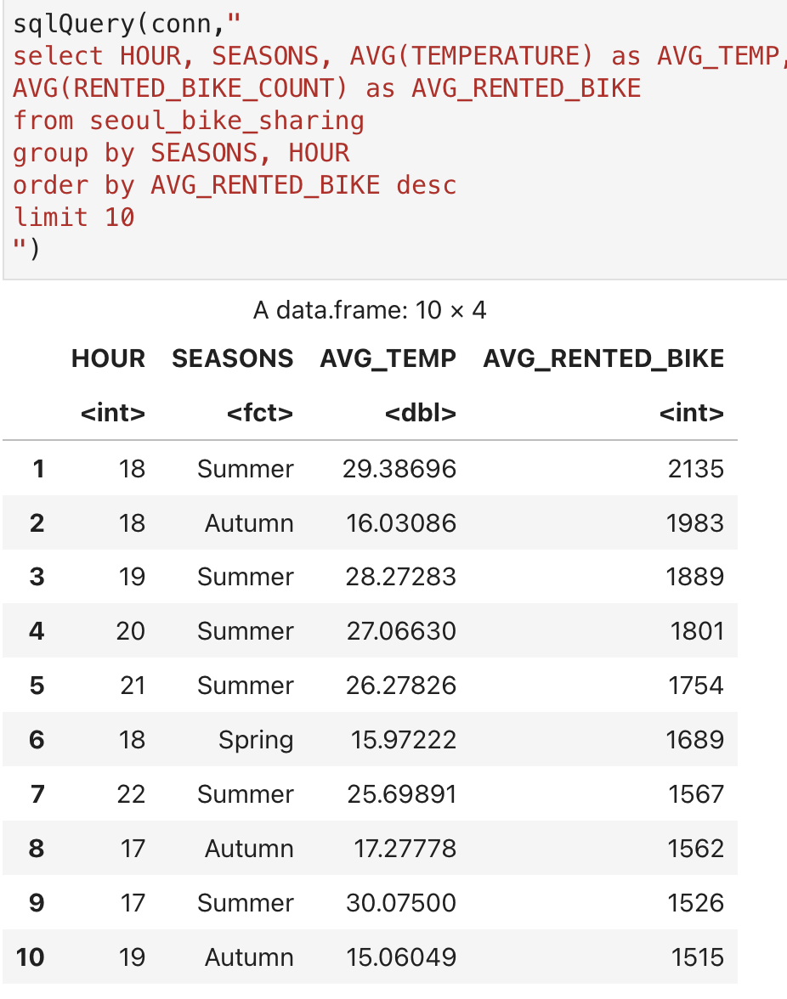 sqlQuery(conn,"
select HOUR, SEASONS, AVG(TEMPERATURE) as AVG_TEMP,
AVG(RENTED_BIKE_COUNT) as AVG_RENTED_BIKE
from seoul_bike_sharing
group by SEASONS, HOUR
order by AVG_RENTED_BIKE desc
limit 10
")
A data.frame: 10 × 4
HOUR SEASONS AVG_TEMP AVG_RENTED_BIKE
<int> <fct> <dbl> <int>
1 18 Summer 29.38696 2135
2 18 Autumn 16.03086 1983
3 19 Summer 28.27283 1889
4 20 Summer 27.06630 1801
5 21 Summer 26.27826 1754
6 18 Spring 15.97222 1689
7 22 Summer 25.69891 1567
8 17 Autumn 17.27778 1562
9 17 Summer 30.07500 1526
10 19 Autumn 15.06049 1515